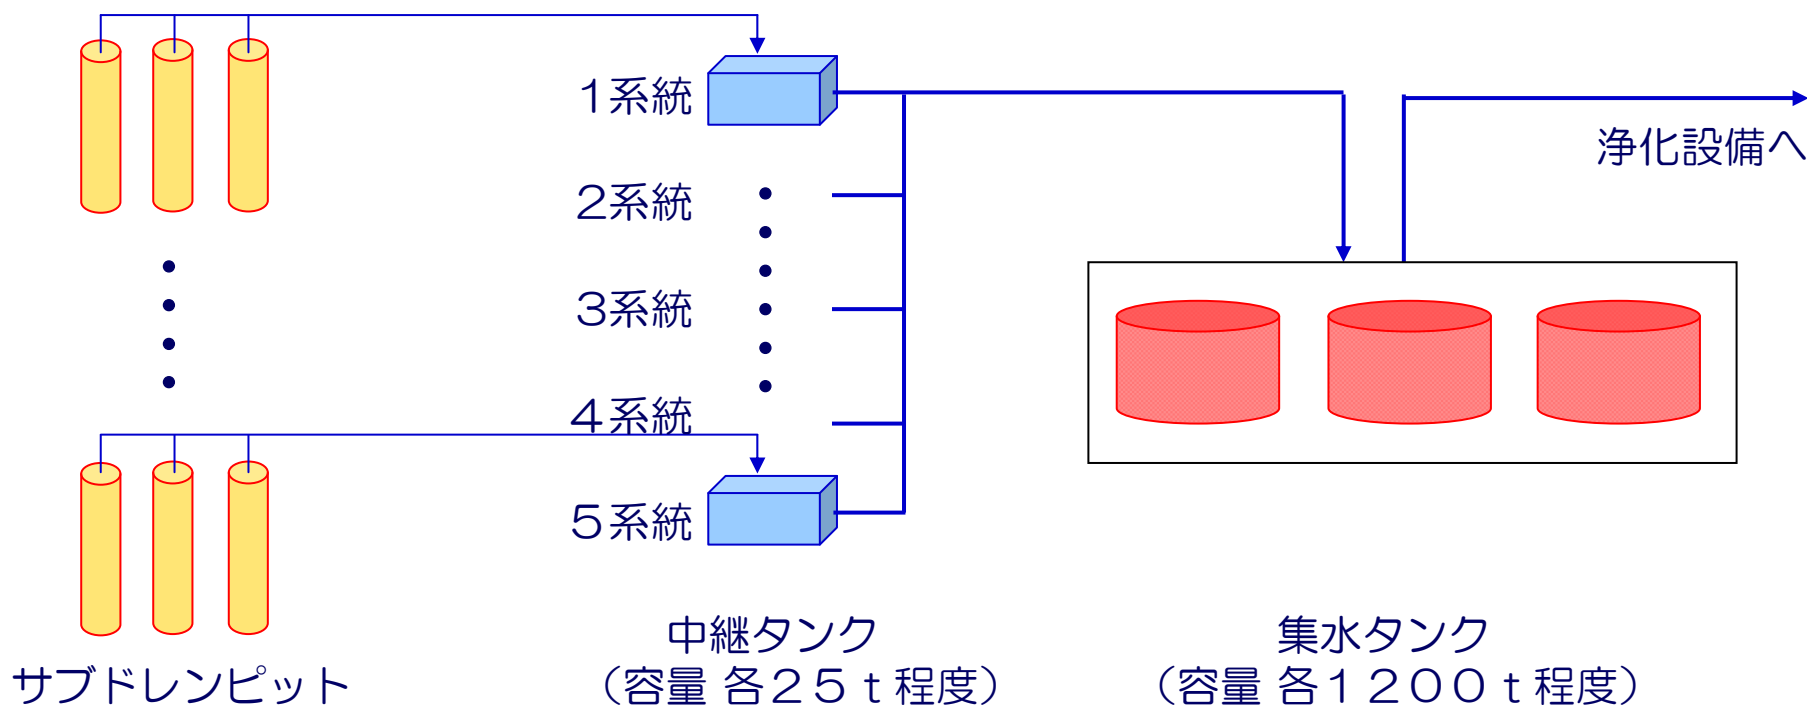 1系統
浄化設備へ
2系統
3系統
4系統
5系統
中継タンク
(容量 各25t程度)
集水タンク
(容量 各1200t程度)
サブドレンピット